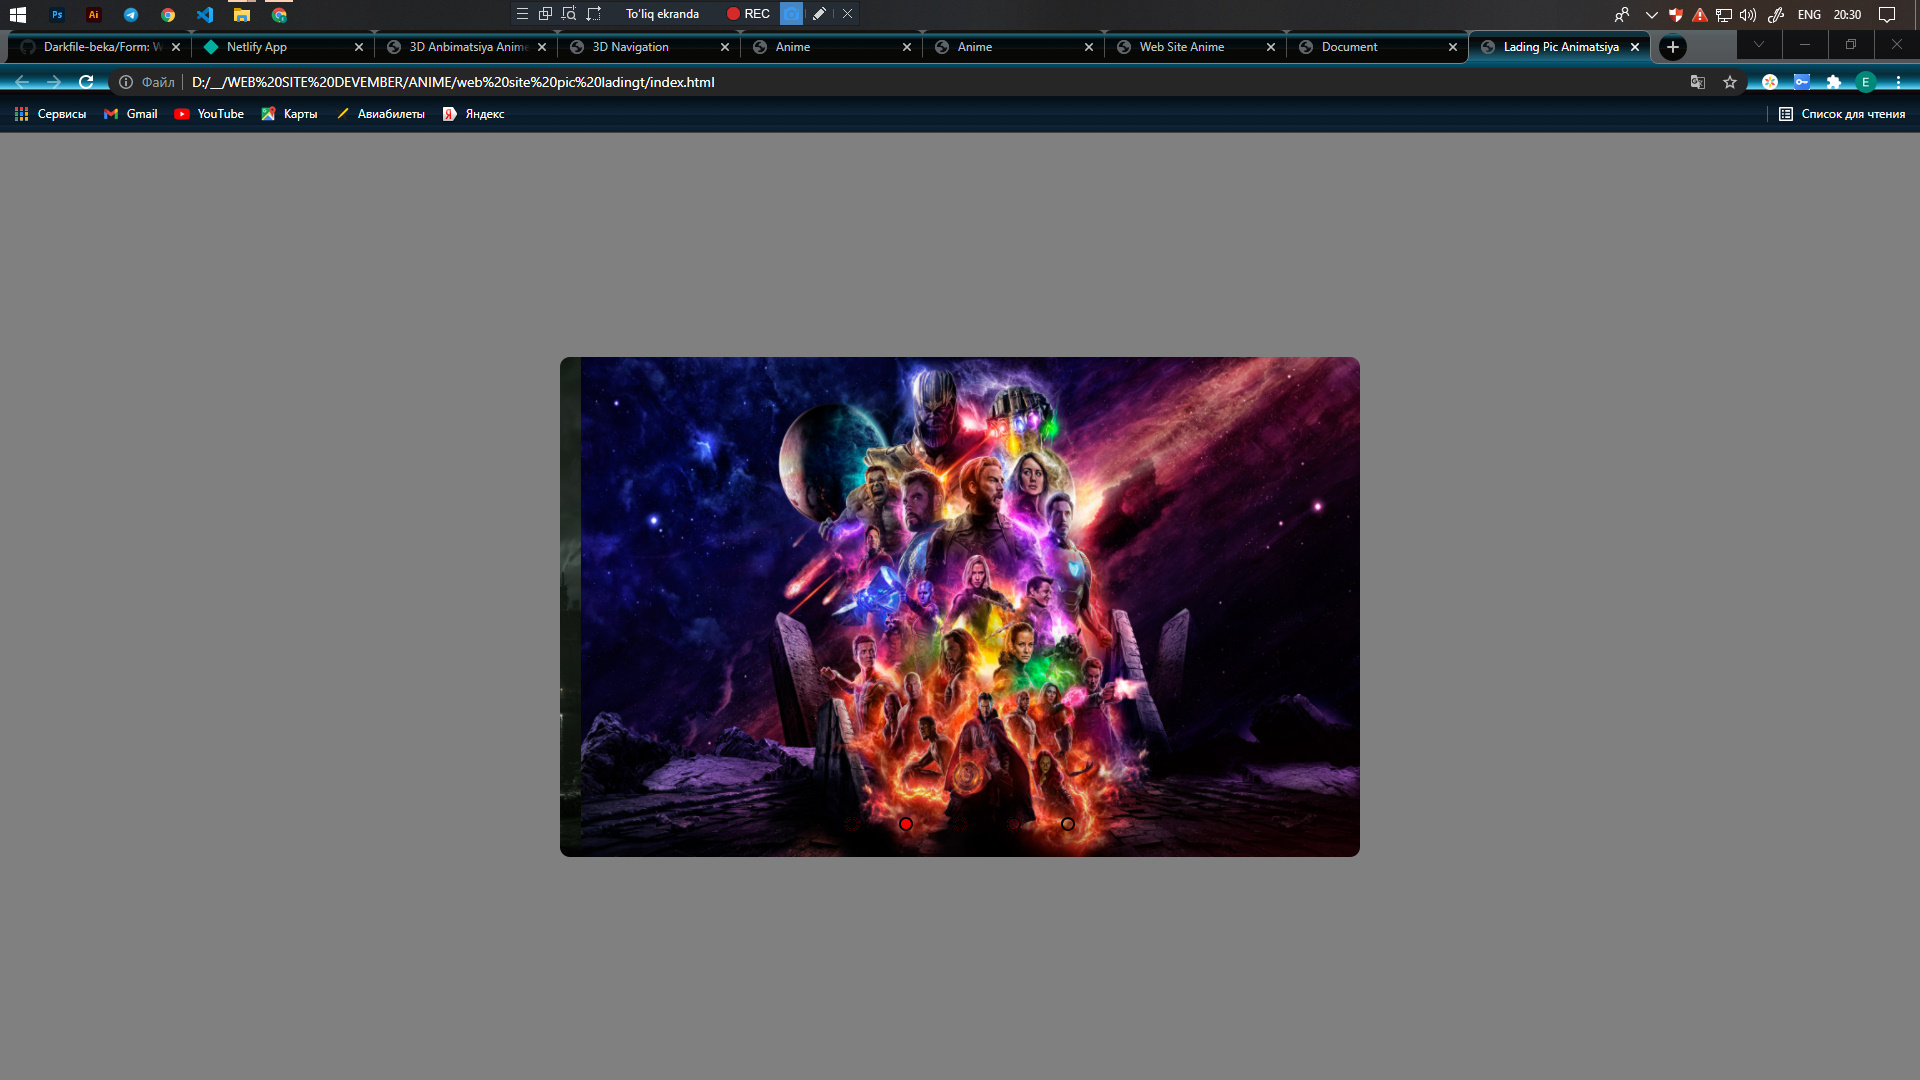 Ps
Ai
To'liq ekranda
REC
ENG
20:30
Darkfile-beka/Form: W
Netlify App
3D Anbimatsiya Anime
3D Navigation
Anime
Anime
Web Site Anime
Document
Lading Pic Animatsiya
Файл
D:/__/WEB%20SITE%20DEVEMBER/ANIME/web%20site%20pic%20ladingt/index.html
E
Сервисы
Gmail
YouTube
Карты
Авиабилеты
Я
Яндекс
Список для чтения